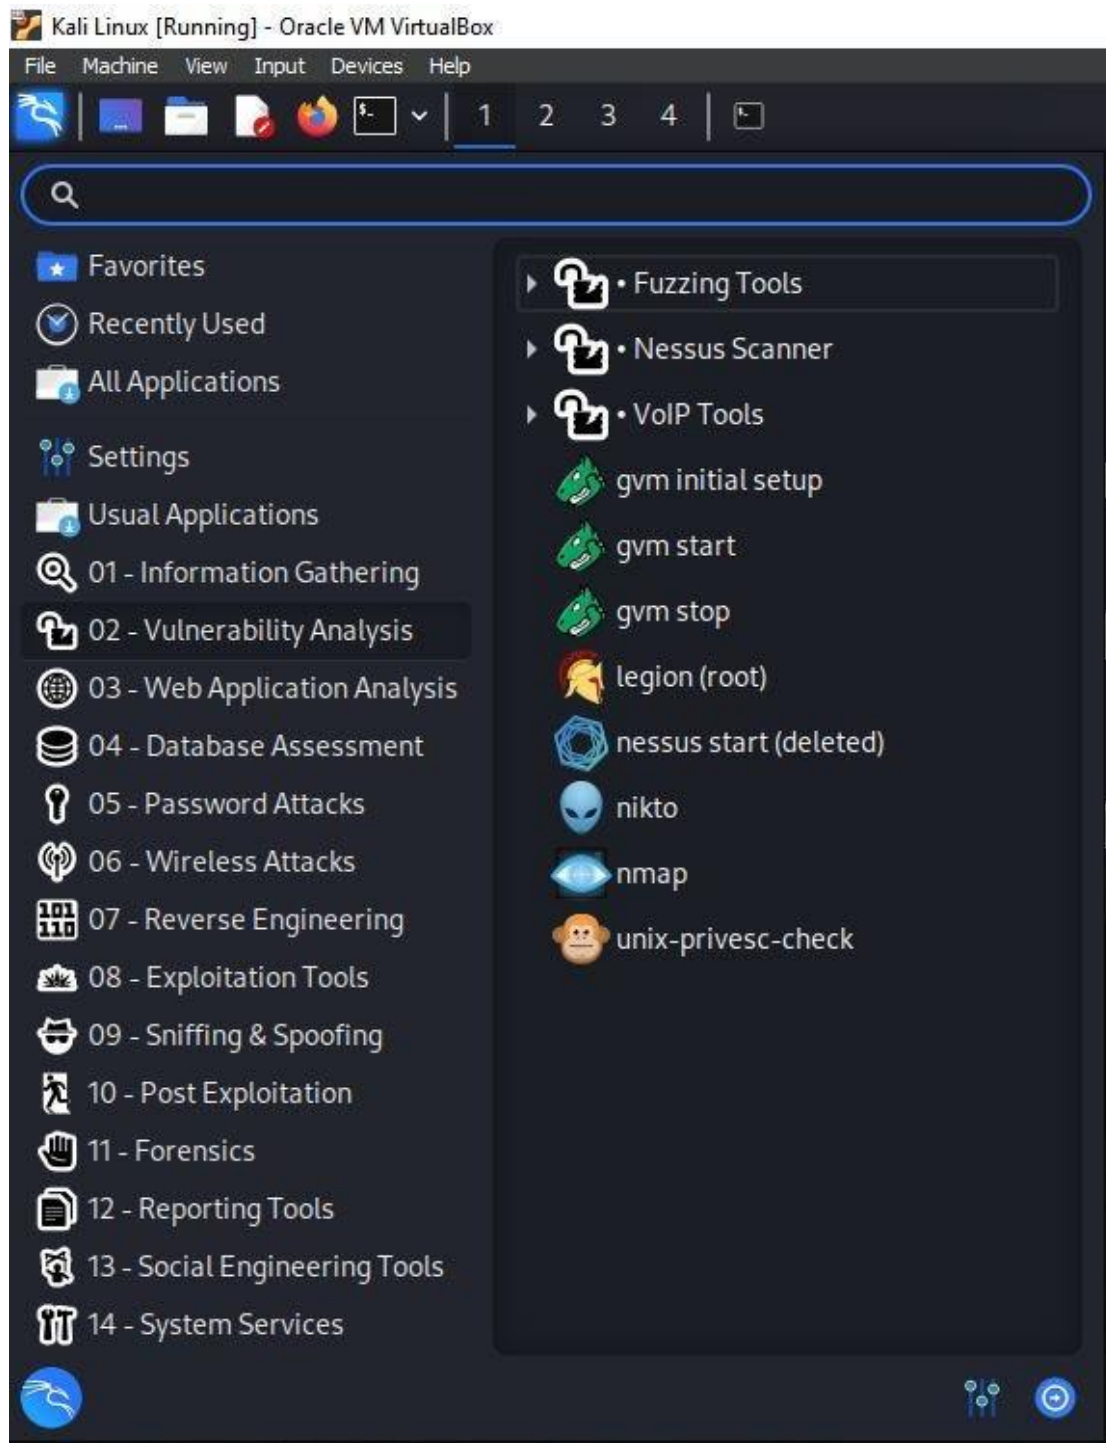 Kali Linux [Running] - Oracle VM VirtualBox
File Machine View Input Devices Help
1 2 3 4
Favorites
Recently Used
All Applications
Settings
Usual Applications
01 - Information Gathering
02 - Vulnerability Analysis
03 - Web Application Analysis
04 - Database Assessment
05 - Password Attacks
06 - Wireless Attacks
07 - Reverse Engineering
08 - Exploitation Tools
09 - Sniffing & Spoofing
10 - Post Exploitation
11 - Forensics
12 - Reporting Tools
13 - Social Engineering Tools
14 - System Services
• Fuzzing Tools
• Nessus Scanner
• VoIP Tools
gvm initial setup
gvm start
gvm stop
legion (root)
nessus start (deleted)
nikto
nmap
unix-privesc-check